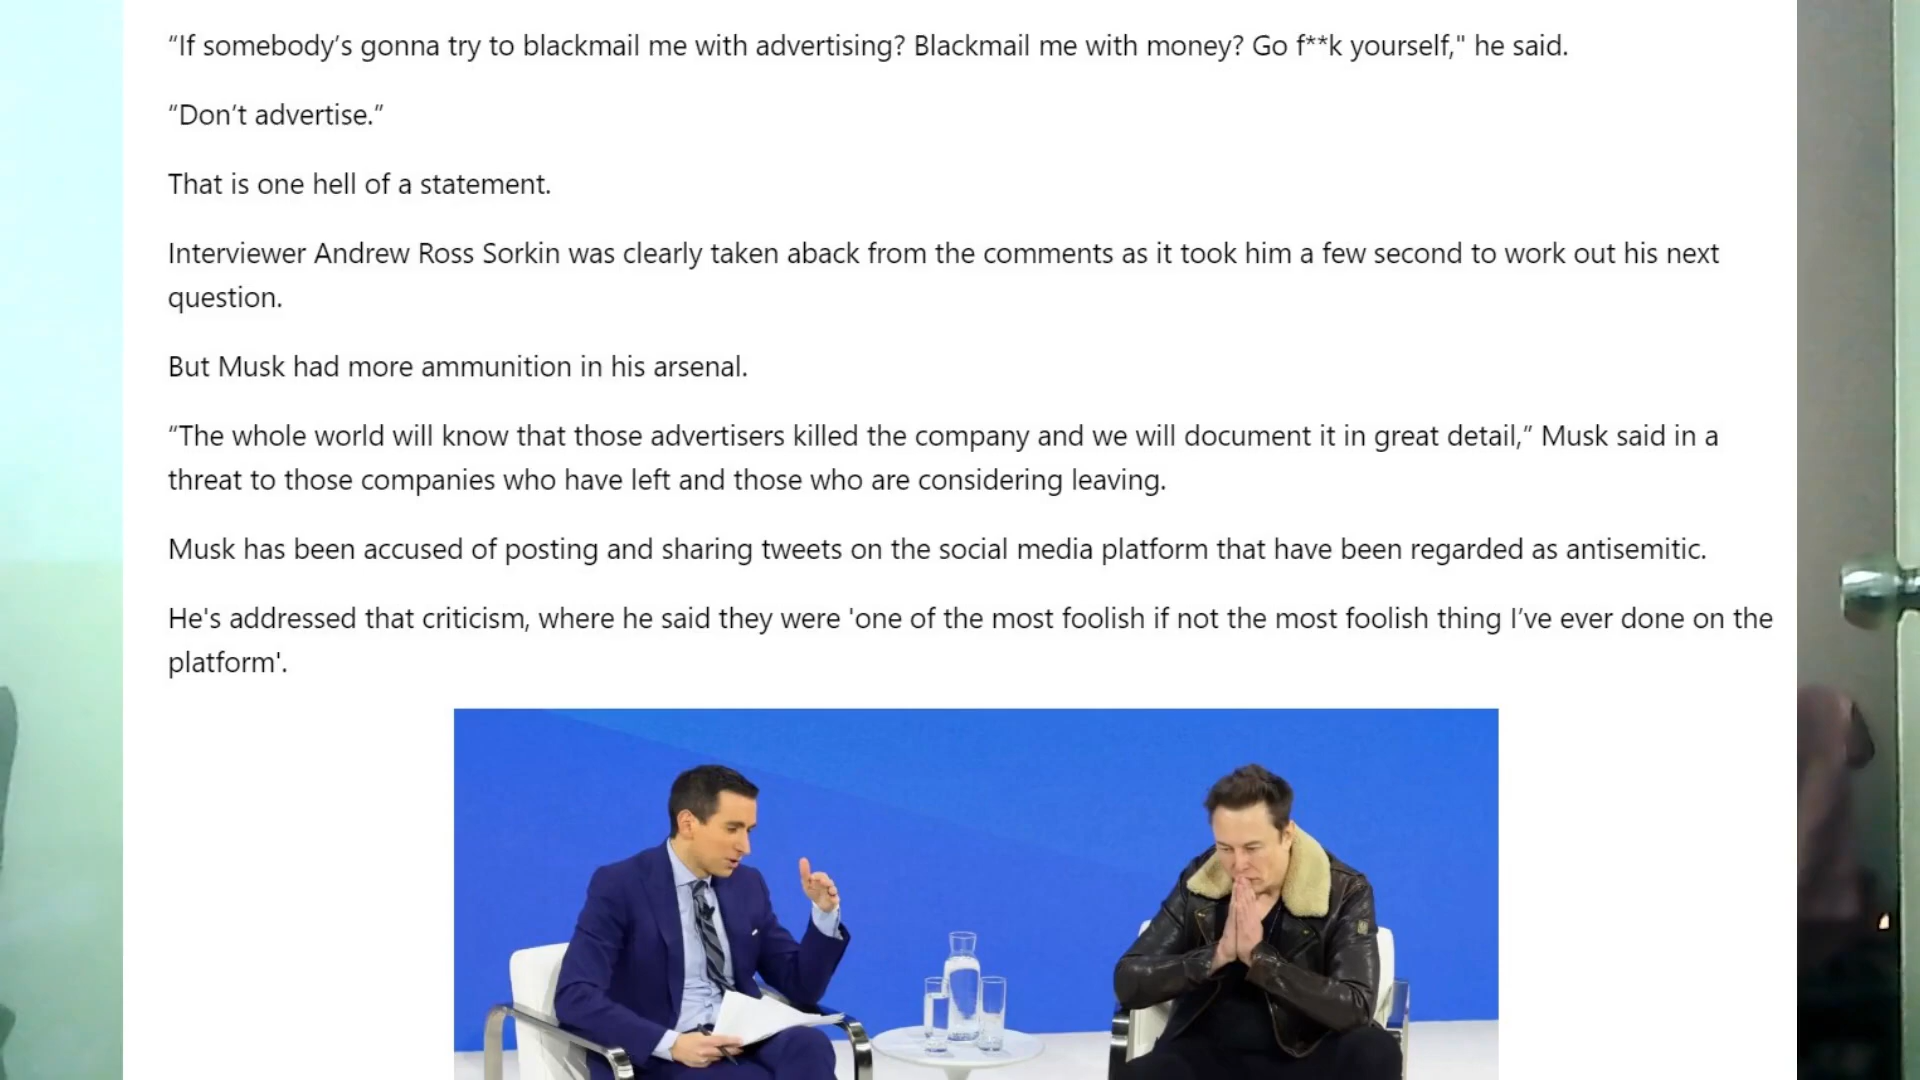 “If somebody’s gonna try to blackmail me with advertising? Blackmail me with money? Go f**k yourself," he said.
“Don’t advertise.”
That is one hell of a statement.
Interviewer Andrew Ross Sorkin was clearly taken aback from the comments as it took him a few second to work out his next
question.
But Musk had more ammunition in his arsenal.
“The whole world will know that those advertisers killed the company and we will document it in great detail,” Musk said in a
threat to those companies who have left and those who are considering leaving.
Musk has been accused of posting and sharing tweets on the social media platform that have been regarded as antisemitic.
He's addressed that criticism, where he said they were 'one of the most foolish if not the most foolish thing I’ve ever done on the
platform'.